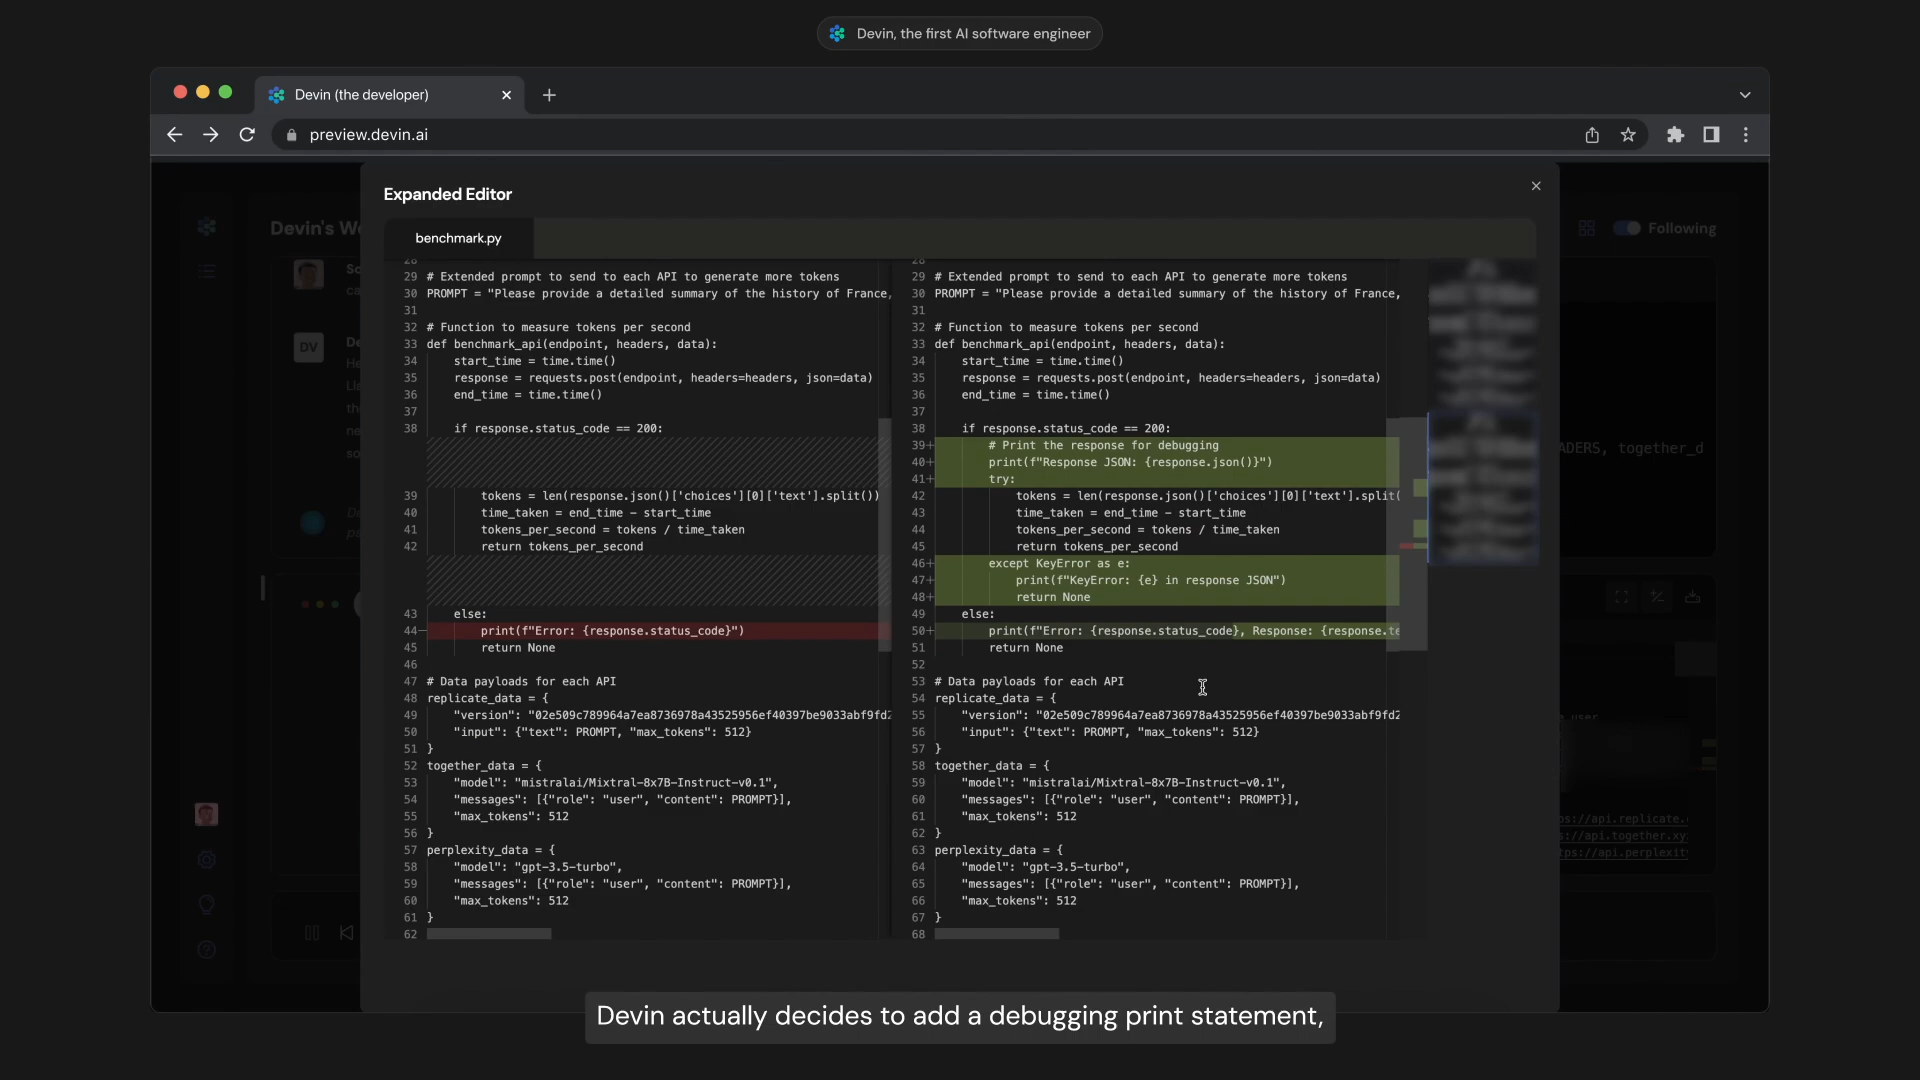 Devin, the first AI software engineer
Devin (the developer)
preview.devin.ai
Expanded Editor
Devin's
Following
benchmark.py
28
29 # Extended prompt to send to each API to generate more tokens
30 PROMPT = "Please provide a detailed summary of the history of France,
31
32 # Function to measure tokens per second
33 def benchmark_api(endpoint, headers, data):
34 start_time = time.time()
35 response = requests.post(endpoint, headers=headers, json=data)
36 end_time = time.time()
37
38 if response.status_code == 200:
39 tokens = len(response.json()['choices'][0]['text'].split())
40 time_taken = end_time - start_time
41 tokens_per_second = tokens / time_taken
42 return tokens_per_second
43 else:
44— print(f"Error: {response.status_code}")
45 return None
46
47 # Data payloads for each API
48 replicate_data = {
49 "version": "02e509c789964a7ea8736978a43525956ef40397be9033abf9fd2
50 "input": {"text": PROMPT, "max_tokens": 512}
51 }
52 together_data = {
53 "model": "mistralai/Mixtral-8x7B-Instruct-v0.1",
54 "messages": [{"role": "user", "content": PROMPT}],
55 "max_tokens": 512
56 }
57 perplexity_data = {
58 "model": "gpt-3.5-turbo",
59 "messages": [{"role": "user", "content": PROMPT}],
60 "max_tokens": 512
61 }
62
28
29 # Extended prompt to send to each API to generate more tokens
30 PROMPT = "Please provide a detailed summary of the history of France,
31
32 # Function to measure tokens per second
33 def benchmark_api(endpoint, headers, data):
34 start_time = time.time()
35 response = requests.post(endpoint, headers=headers, json=data)
36 end_time = time.time()
37
38 if response.status_code == 200:
39+ # Print the response for debugging
40+ print(f"Response JSON: {response.json()}")
41+ try:
42 tokens = len(response.json()['choices'][0]['text'].split(
43 time_taken = end_time - start_time
44 tokens_per_second = tokens / time_taken
45 return tokens_per_second
46+ except KeyError as e:
47+ print(f"KeyError: {e} in response JSON")
48+ return None
49 else:
50+ print(f"Error: {response.status_code}, Response: {response.te
51 return None
52
53 # Data payloads for each API
54 replicate_data = {
55 "version": "02e509c789964a7ea8736978a43525956ef40397be9033abf9fd2
56 "input": {"text": PROMPT, "max_tokens": 512}
57 }
58 together_data = {
59 "model": "mistralai/Mixtral-8x7B-Instruct-v0.1",
60 "messages": [{"role": "user", "content": PROMPT}],
61 "max_tokens": 512
62 }
63 perplexity_data = {
64 "model": "gpt-3.5-turbo",
65 "messages": [{"role": "user", "content": PROMPT}],
66 "max_tokens": 512
67 }
68
DV
ADERS, together_d
ps://api.replicate.
ps://api.together.xy
tps://api.perplexity
Devin actually decides to add a debugging print statement,